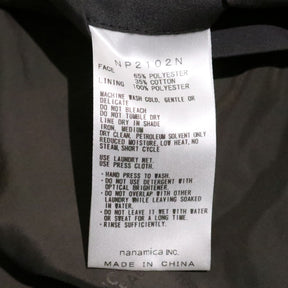 NP2102N
FACE 65% POLYESTER
35% COTTON
LINING 100% POLYESTER
MACHINE WASH COLD, GENTLE OR
DELICATE
DO NOT BLEACH
DO NOT TUMBLE DRY
LINE DRY IN SHADE
IRON, MEDIUM
DRY CLEAN, PETROLEUM SOLVENT ONLY
REDUCED MOISTURE, LOW HEAT, NO
STEAM, SHORT CYCLE
USE LAUNDRY NET.
USE PRESS CLOTH.
・HAND PRESS TO WASH.
・DO NOT USE DETERGENT WITH
OPTICAL BRIGHTENER.
・DO NOT OVERLAP WITH OTHER
LAUNDRY WHILE LEAVING SOAKED
UNDER WATER.
・DO NOT LEAVE IT WET WITH WATER
OR SWEAT FOR A LONG TIME.
・RINSE SUFFICIENTLY.
nanamica INC.
MADE IN CHINA